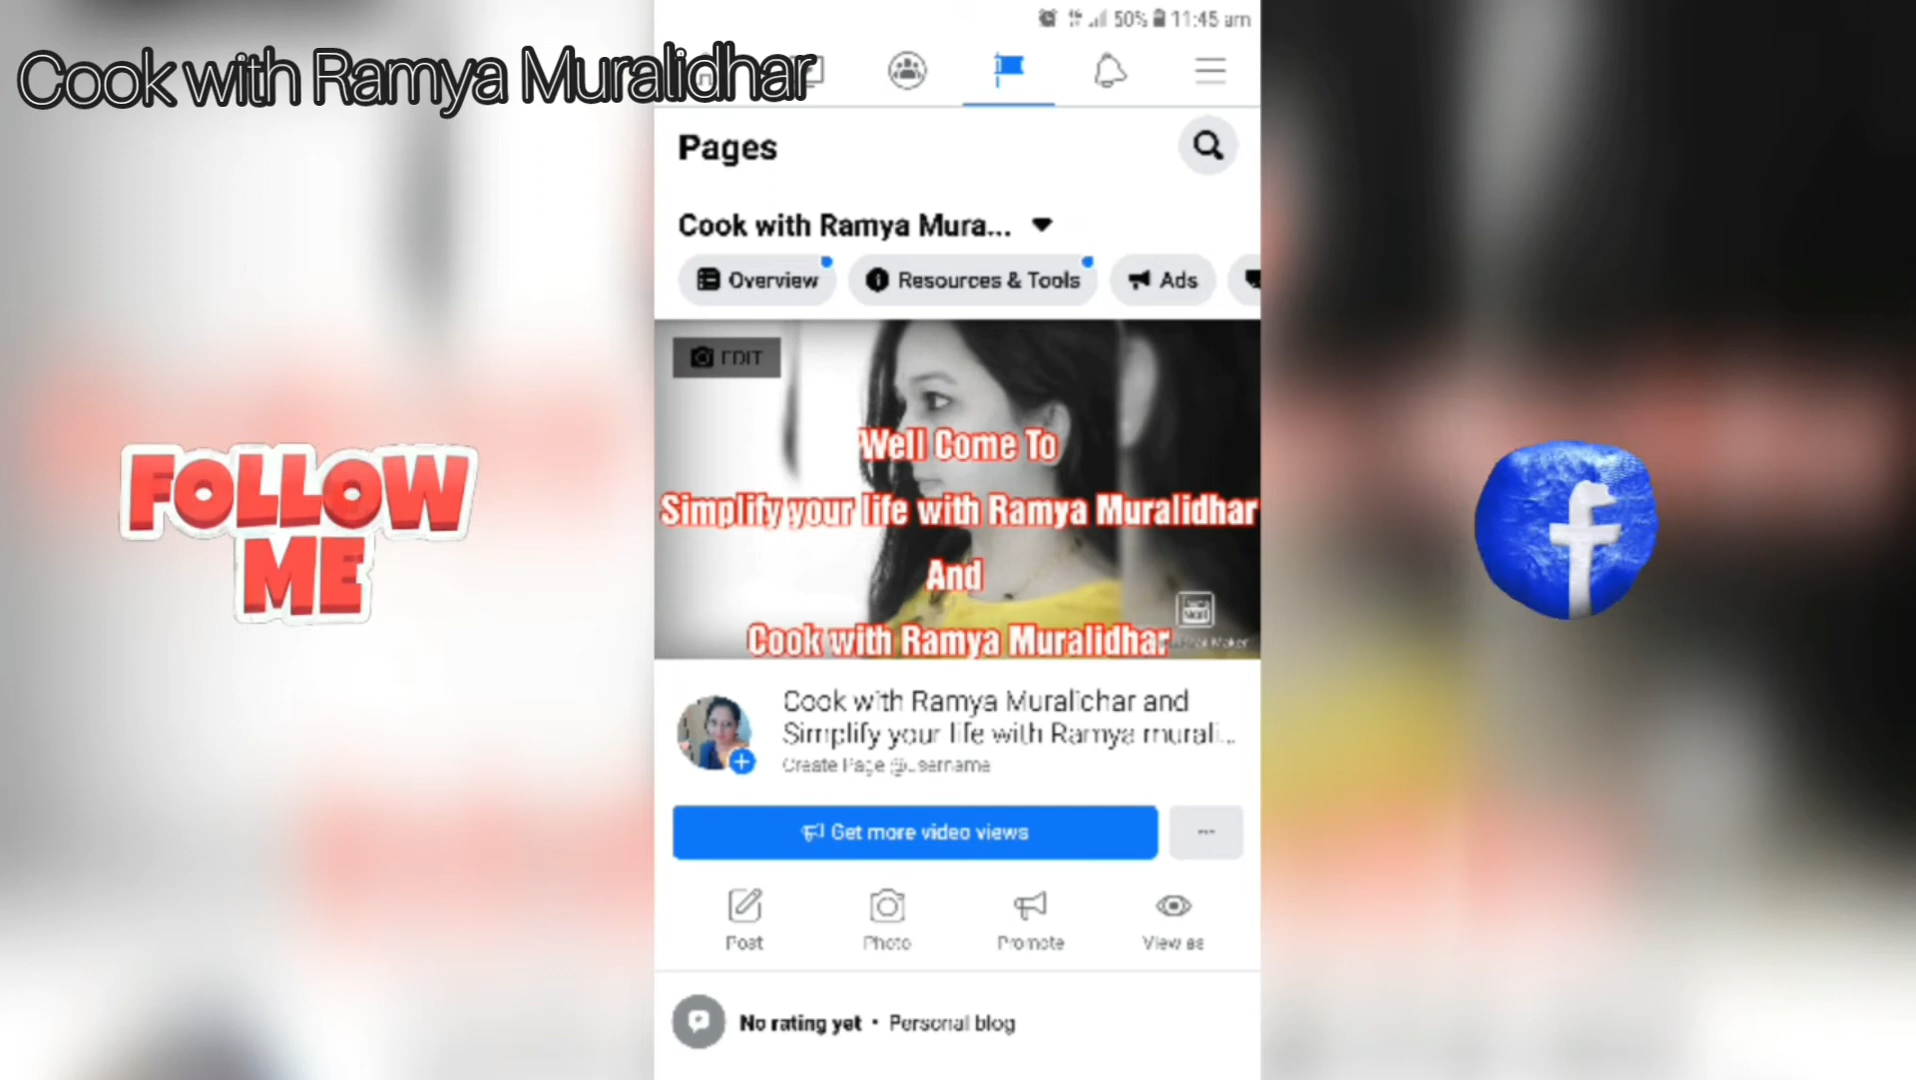 Cook with Ramya Muralidhar
50% 11:45 am
Pages
Cook with Ramya Mura...
Overview
Resources & Tools
Ads
EDIT
Well Come To
Simplify your life with Ramya Muralidhar
And
Cook with Ramya Muralidhar
FOLLOW
ME
f
Cook with Ramya Muralidhar and
Simplify your life with Ramya murali...
Create Page @username
Get more video views
Post
Photo
Promote
View as
No rating yet • Personal blog